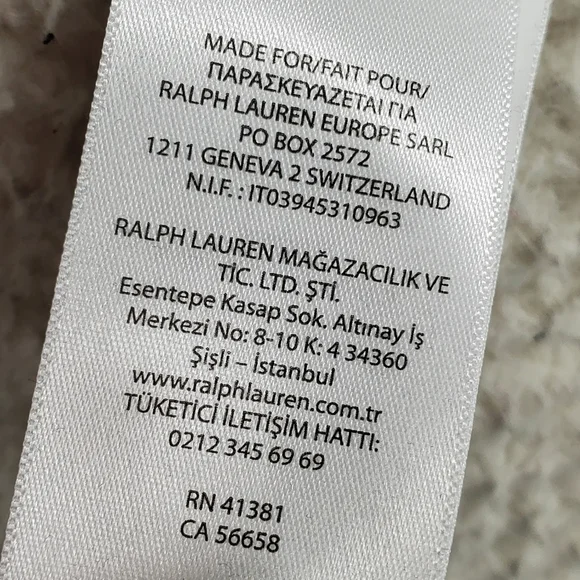 MADE FOR/FAIT POUR/
ΠΑΡΑΣΚΕΥΑΖΕΤΑΙ ΓΙΑ
RALPH LAUREN EUROPE SARL
PO BOX 2572
1211 GENEVA 2 SWITZERLAND
N.I.F. : IT03945310963
RALPH LAUREN MAĞAZACILIK VE
TİC. LTD. ŞTİ.
Esentepe Kasap Sok. Altınay İş
Merkezi No: 8-10 K: 4 34360
Şişli – İstanbul
www.ralphlauren.com.tr
TÜKETİCİ İLETİŞİM HATTI:
0212 345 69 69
RN 41381
CA 56658